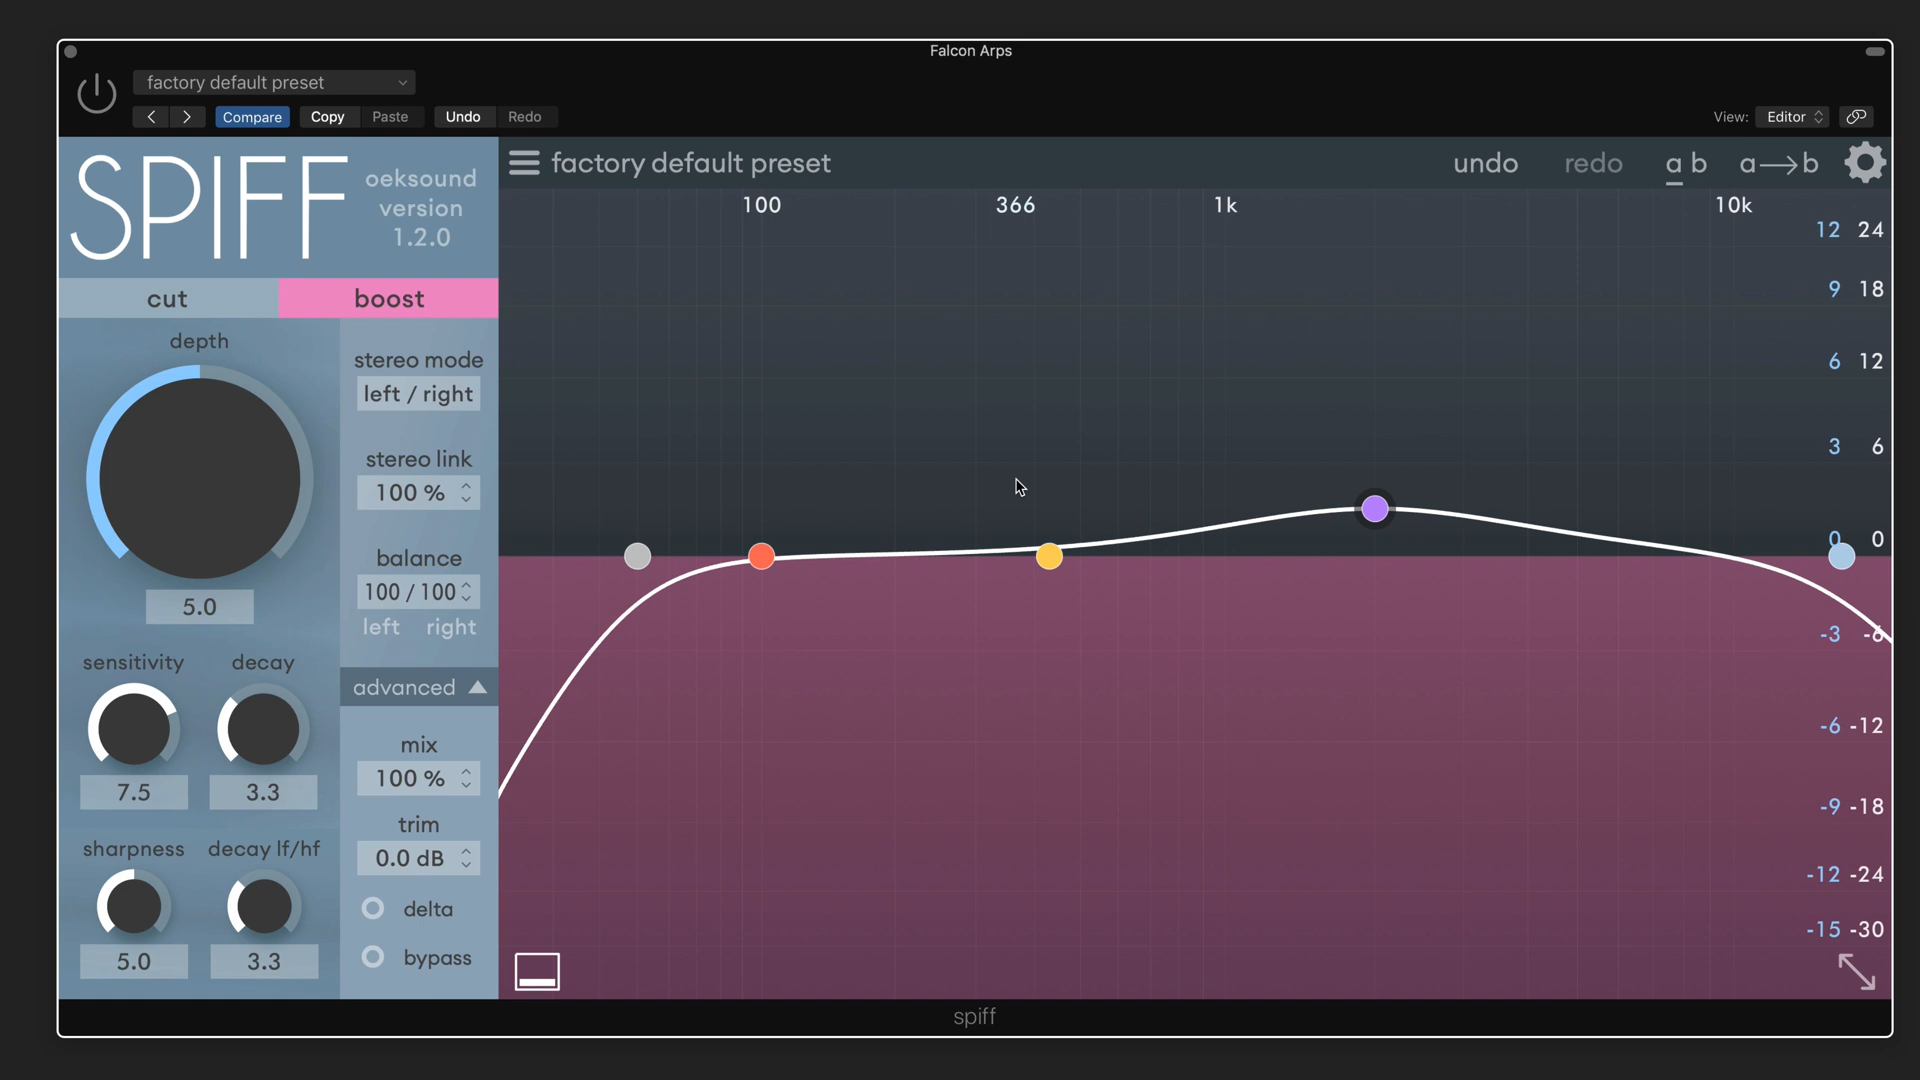 Falcon Arps
factory default preset
Compare Copy Paste Undo Redo
View: Editor
SPIFF
oeksound
version
1.2.0
factory default preset
undo redo a b a b
cut boost
depth
5.0
sensitivity decay
7.5 3.3
sharpness decay lf/hf
5.0 3.3
stereo mode
left / right
stereo link
100 %
balance
100 / 100
left right
advanced
mix
100 %
trim
0.0 dB
delta
bypass
100 366 1k 10k
12 24
9 18
6 12
3 6
0 0
-3 -6
-6 -12
-9 -18
-12 -24
-15 -30
spiff